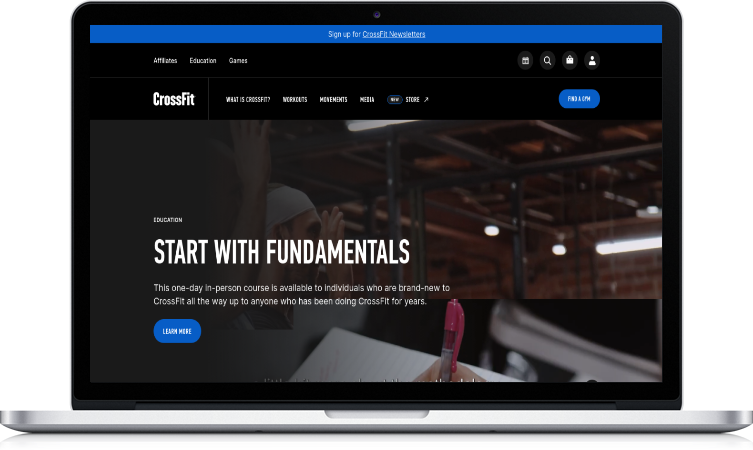 Sign up for CrossFit Newsletters
Affiliates Education Games
CrossFit
WHAT IS CROSSFIT? WORKOUTS MOVEMENTS MEDIA NEW STORE ↗
FIND A GYM
EDUCATION
START WITH FUNDAMENTALS
This one-day in-person course is available to individuals who are brand-new to
CrossFit all the way up to anyone who has been doing CrossFit for years.
LEARN MORE